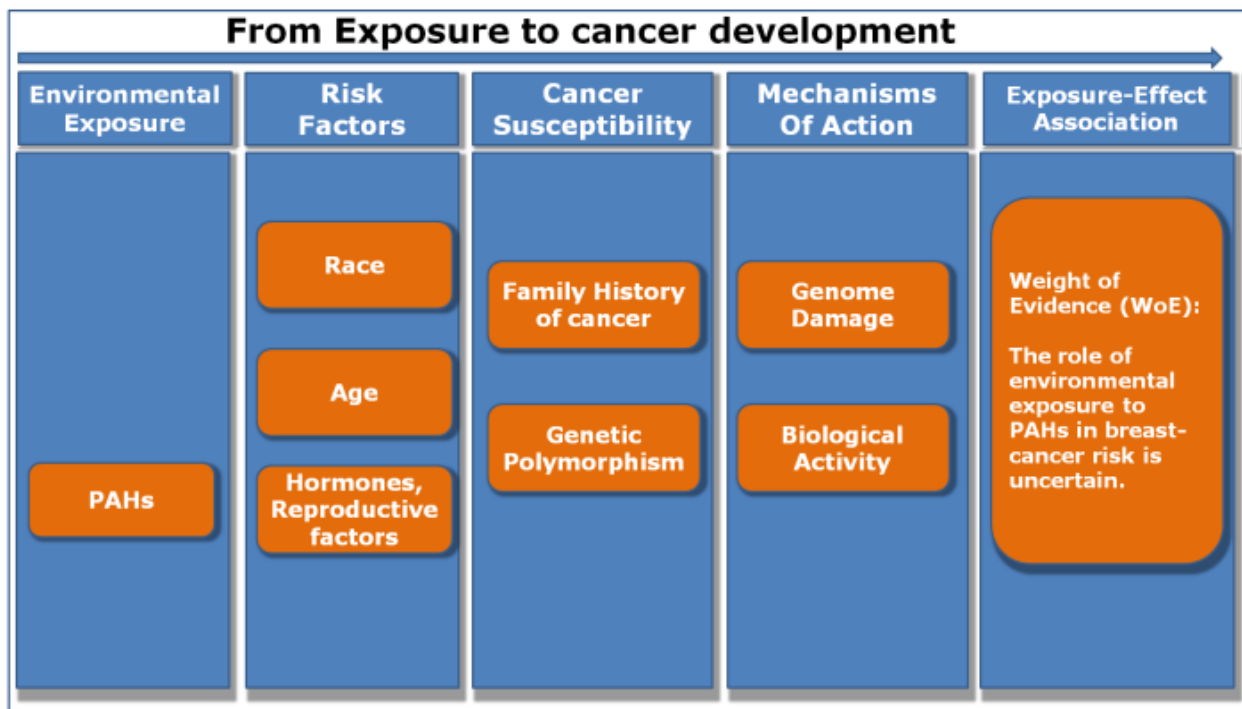 From Exposure to cancer development
Environmental
Exposure
Risk
Factors
Cancer
Susceptibility
Mechanisms
Of Action
Exposure-Effect
Association
PAHs
Race
Age
Hormones,
Reproductive
factors
Family History
of cancer
Genetic
Polymorphism
Genome
Damage
Biological
Activity
Weight of
Evidence (WoE):
The role of
environmental
exposure to
PAHs in breast-
cancer risk is
uncertain.